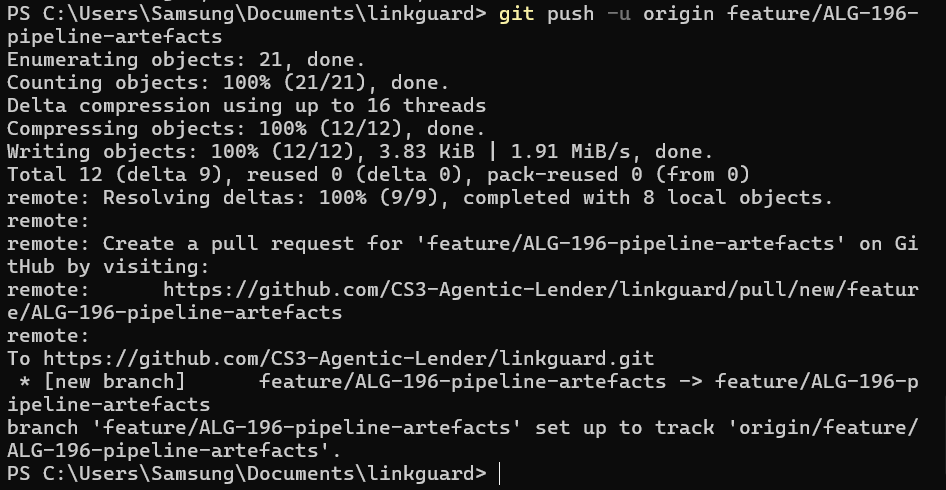 PS C:\Users\Samsung\Documents\linkguard> git push -u origin feature/ALG-196-
pipeline-artefacts
Enumerating objects: 21, done.
Counting objects: 100% (21/21), done.
Delta compression using up to 16 threads
Compressing objects: 100% (12/12), done.
Writing objects: 100% (12/12), 3.83 KiB | 1.91 MiB/s, done.
Total 12 (delta 9), reused 0 (delta 0), pack-reused 0 (from 0)
remote: Resolving deltas: 100% (9/9), completed with 8 local objects.
remote:
remote: Create a pull request for 'feature/ALG-196-pipeline-artefacts' on Gi
tHub by visiting:
remote:      https://github.com/CS3-Agentic-Lender/linkguard/pull/new/featur
e/ALG-196-pipeline-artefacts
remote:
To https://github.com/CS3-Agentic-Lender/linkguard.git
 * [new branch]      feature/ALG-196-pipeline-artefacts -> feature/ALG-196-p
ipeline-artefacts
branch 'feature/ALG-196-pipeline-artefacts' set up to track 'origin/feature/
ALG-196-pipeline-artefacts'.
PS C:\Users\Samsung\Documents\linkguard>